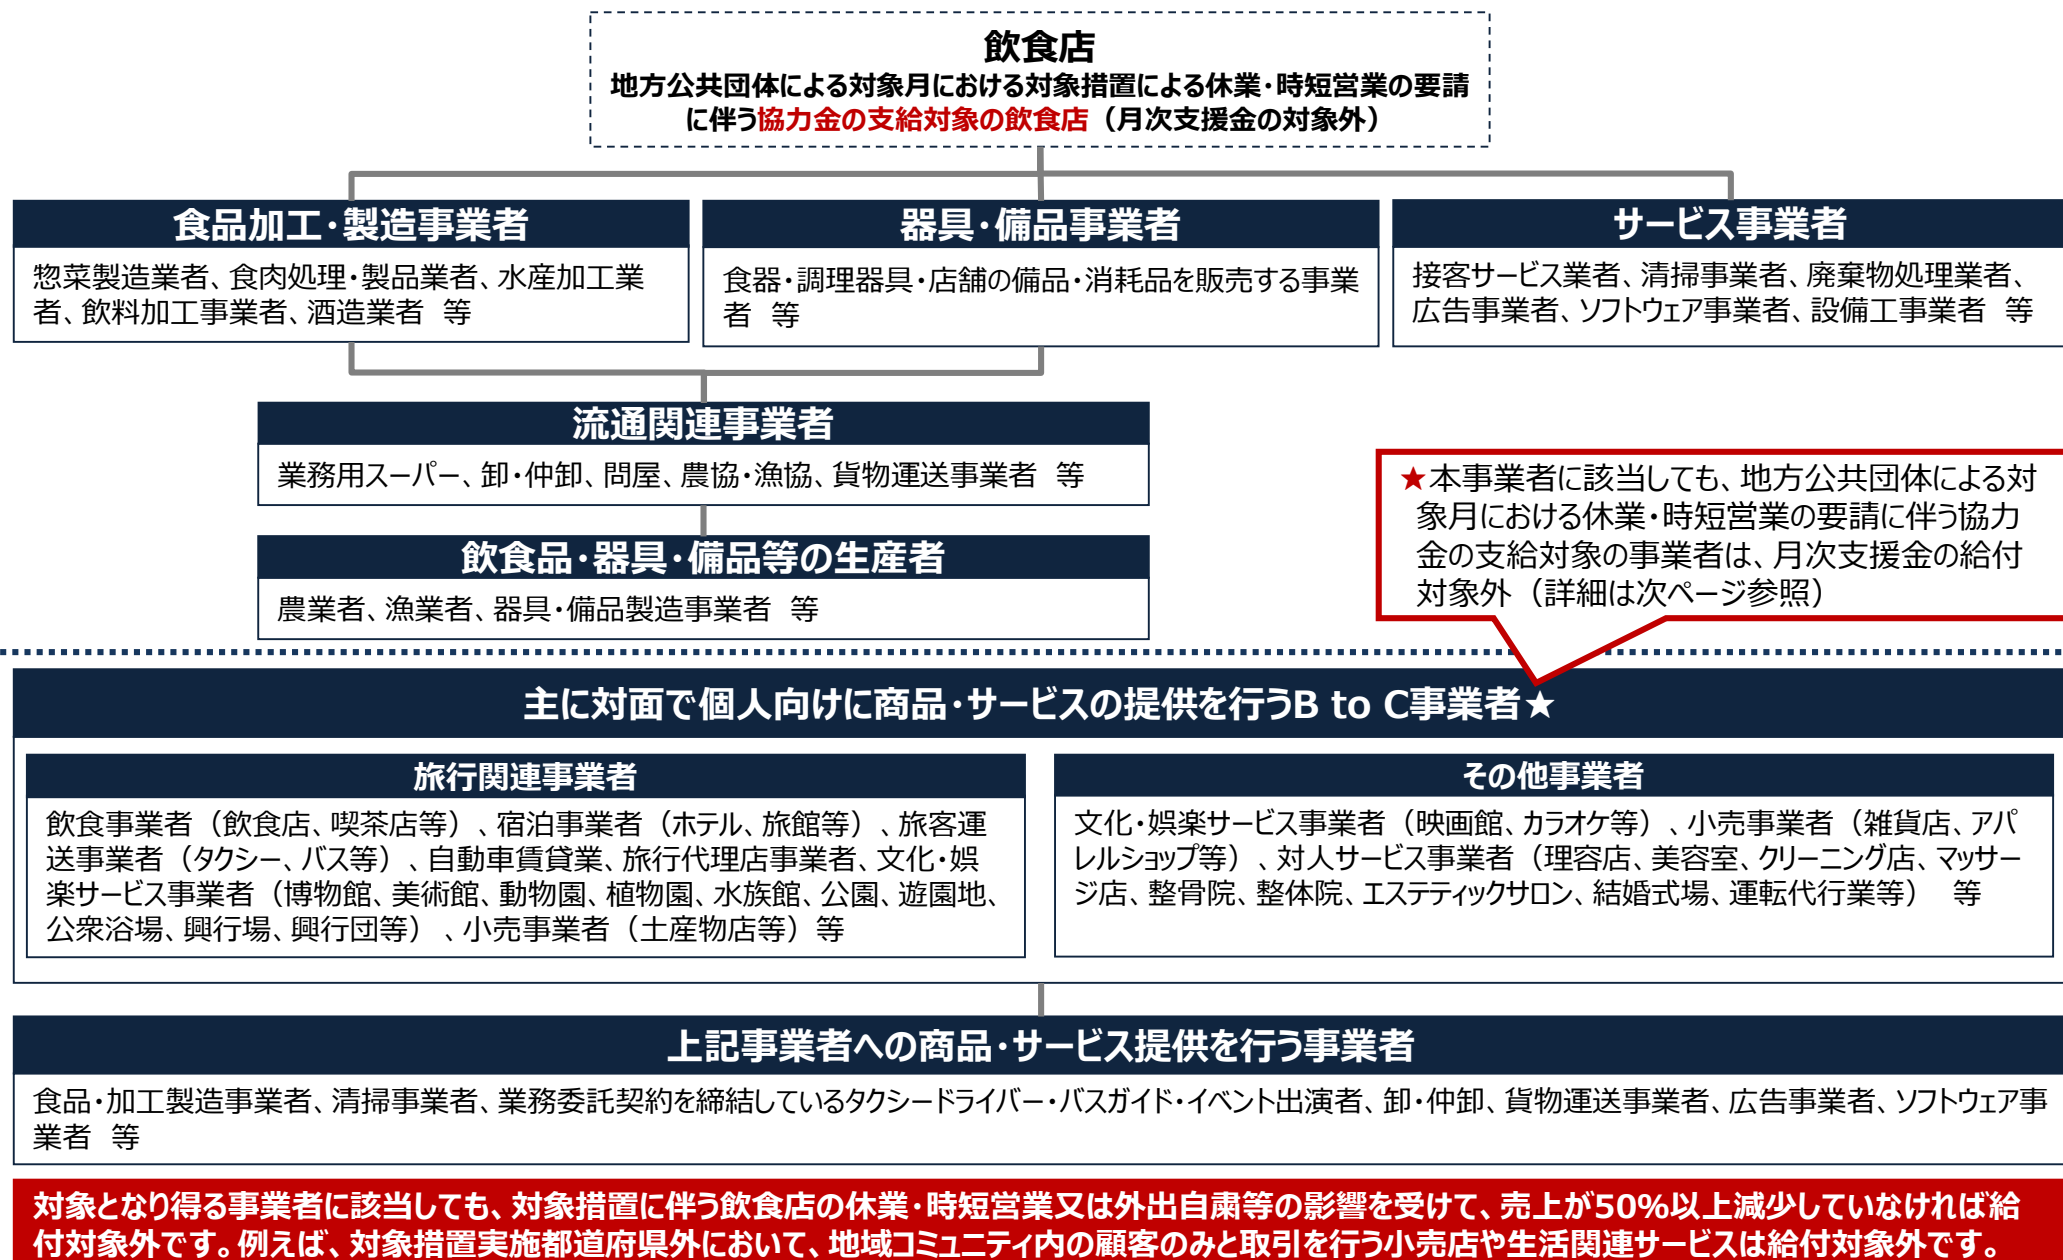 飲食店
地方公共団体による対象月における対象措置による休業・時短営業の要請
に伴う協力金の支給対象の飲食店（月次支援金の対象外）
食品加工・製造事業者
惣菜製造業者、食肉処理・製品業者、水産加工業
者、飲料加工事業者、酒造業者 等
器具・備品事業者
食器・調理器具・店舗の備品・消耗品を販売する事業
者 等
サービス事業者
接客サービス業者、清掃事業者、廃棄物処理業者、
広告事業者、ソフトウェア事業者、設備工事業者 等
流通関連事業者
業務用スーパー、卸・仲卸、問屋、農協・漁協、貨物運送事業者 等
飲食品・器具・備品等の生産者
農業者、漁業者、器具・備品製造事業者 等
★本事業者に該当しても、地方公共団体による対
象月における休業・時短営業の要請に伴う協力
金の支給対象の事業者は、月次支援金の給付
対象外（詳細は次ページ参照）
主に対面で個人向けに商品・サービスの提供を行うB to C事業者★
旅行関連事業者
飲食事業者（飲食店、喫茶店等）、宿泊事業者（ホテル、旅館等）、旅客運
送事業者（タクシー、バス等）、自動車賃貸業、旅行代理店事業者、文化・娯
楽サービス事業者（博物館、美術館、動物園、植物園、水族館、公園、遊園地、
公衆浴場、興行場、興行団等）、小売事業者（土産物店等）等
その他事業者
文化・娯楽サービス事業者（映画館、カラオケ等）、小売事業者（雑貨店、アパ
レルショップ等）、対人サービス事業者（理容店、美容室、クリーニング店、マッサー
ジ店、整骨院、整体院、エステティックサロン、結婚式場、運転代行業等） 等
上記事業者への商品・サービス提供を行う事業者
食品・加工製造事業者、清掃事業者、業務委託契約を締結しているタクシードライバー・バスガイド・イベント出演者、卸・仲卸、貨物運送事業者、広告事業者、ソフトウェア事
業者 等
対象となり得る事業者に該当しても、対象措置に伴う飲食店の休業・時短営業又は外出自粛等の影響を受けて、売上が50%以上減少していなければ給
付対象外です。例えば、対象措置実施都道府県外において、地域コミュニティ内の顧客のみと取引を行う小売店や生活関連サービスは給付対象外です。